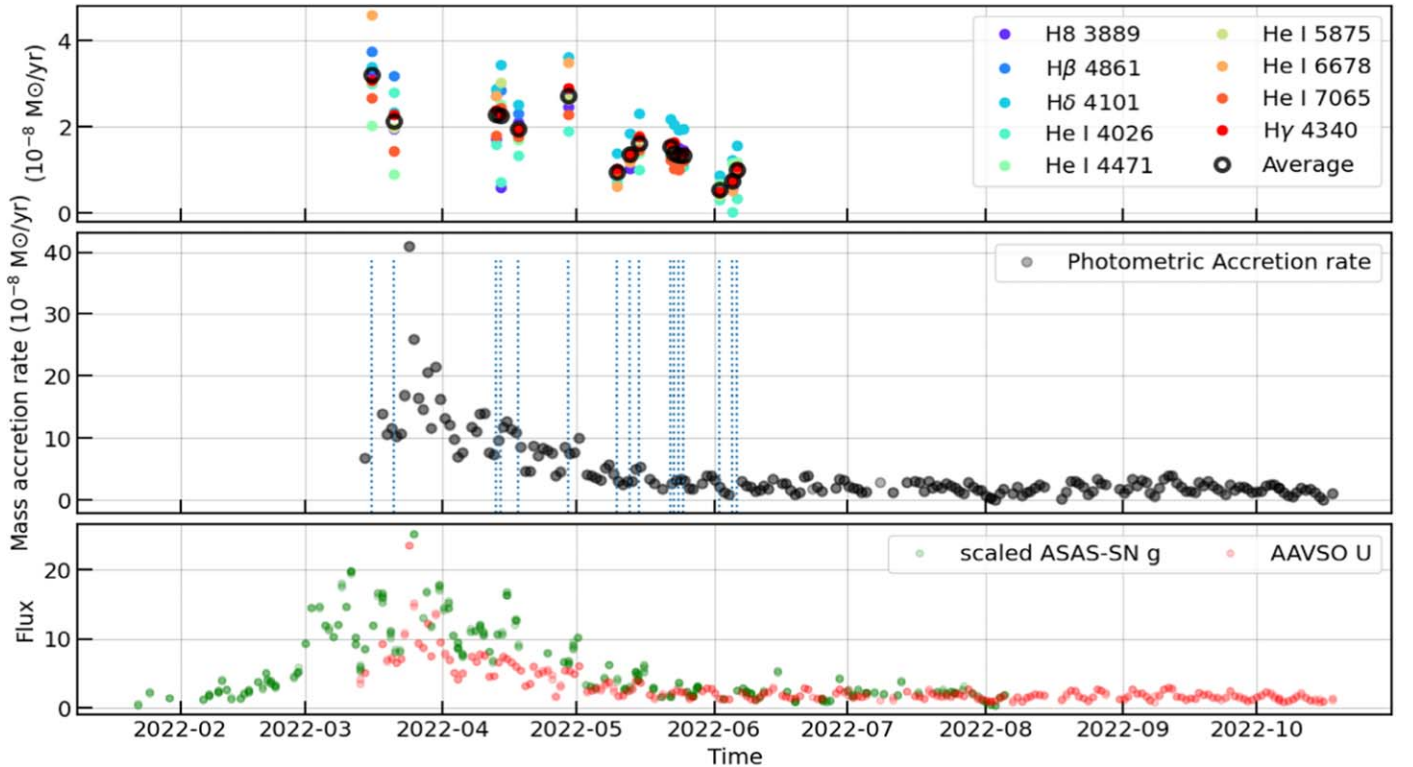 (10⁻⁸ M⊙/yr)
4
2
0
H8 3889
Hβ 4861
Hδ 4101
He I 4026
He I 4471
He I 5875
He I 6678
He I 7065
Hγ 4340
Average
Mass accretion rate (10⁻⁸ M⊙/yr)
40
30
20
10
0
Photometric Accretion rate
Flux
20
10
0
scaled ASAS-SN g
AAVSO U
2022-02 2022-03 2022-04 2022-05 2022-06 2022-07 2022-08 2022-09 2022-10
Time